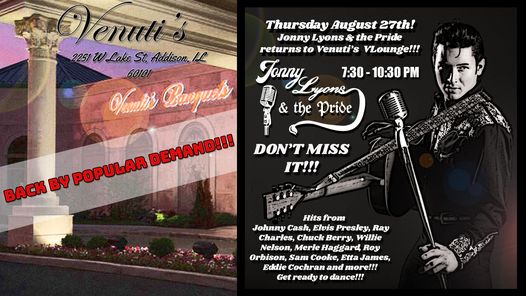 Venuti's
2251 W Lake St, Addison, IL
60101
Venuti's Banquets
BACK BY POPULAR DEMAND!!!
Thursday August 27th!
Jonny Lyons & the Pride
returns to Venuti's VLounge!!!
7:30 - 10:30 PM
Jonny
Lyons
& the Pride
DON'T MISS
IT!!!
Hits from
Johnny Cash, Elvis Presley, Ray
Charles, Chuck Berry, Willie
Nelson, Merle Haggard, Roy
Orbison, Sam Cooke, Etta James,
Eddie Cochran and more!!!
Get ready to dance!!!